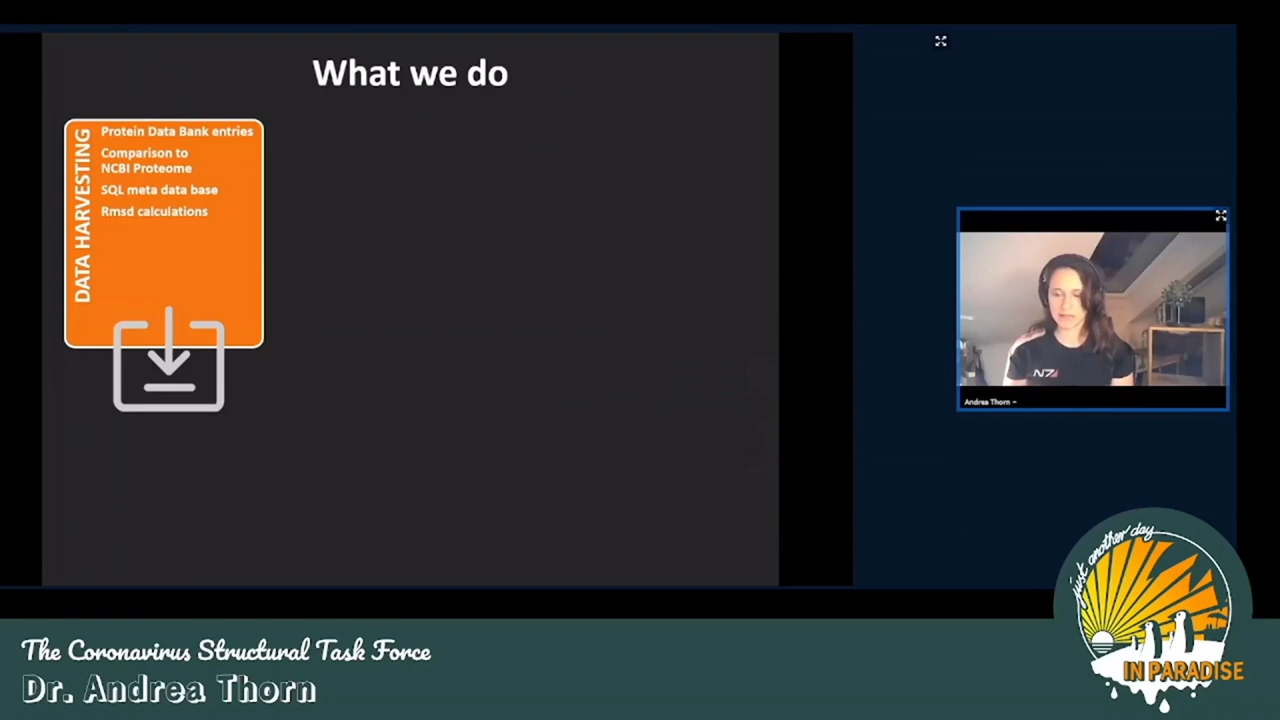 What we do
DATA HARVESTING
Protein Data Bank entries
Comparison to
NCBI Proteome
SQL meta data base
Rmsd calculations
N7
Andrea Thorn
just another day
IN PARADISE
The Coronavirus Structural Task Force
Dr. Andrea Thorn